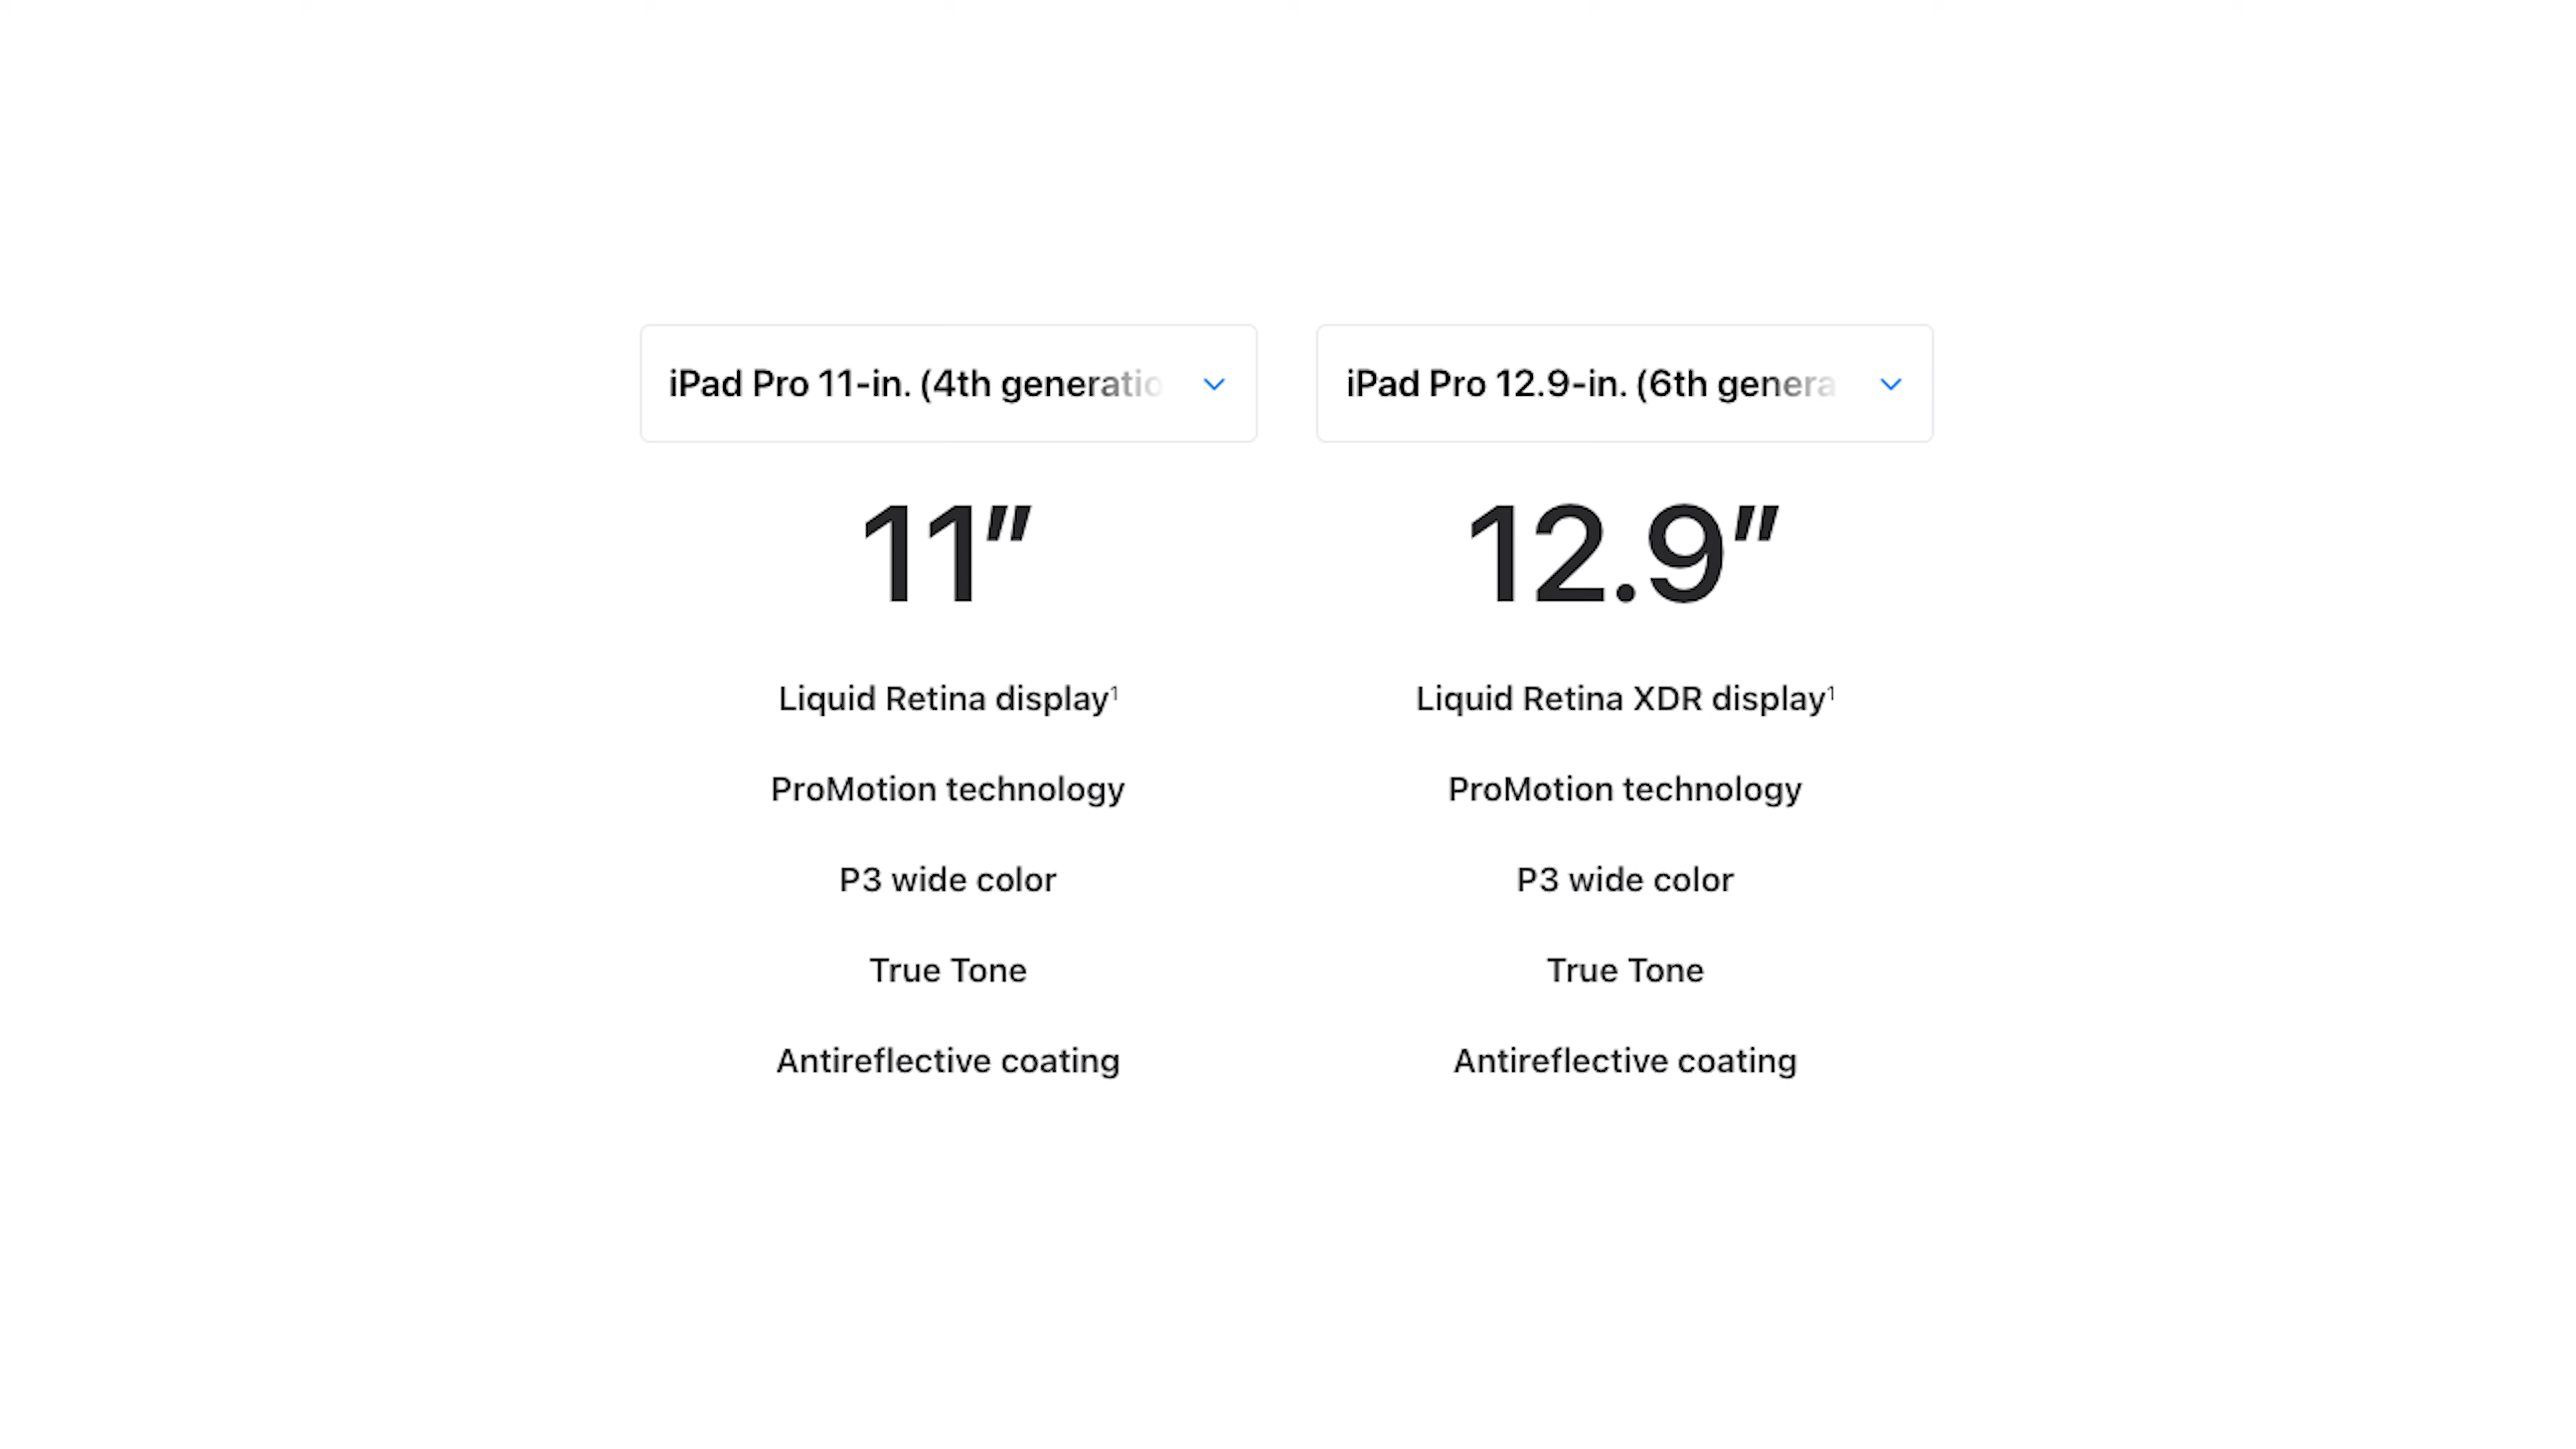 iPad Pro 11-in. (4th generatio
iPad Pro 12.9-in. (6th genera
11″
12.9″
Liquid Retina display¹
Liquid Retina XDR display¹
ProMotion technology
ProMotion technology
P3 wide color
P3 wide color
True Tone
True Tone
Antireflective coating
Antireflective coating